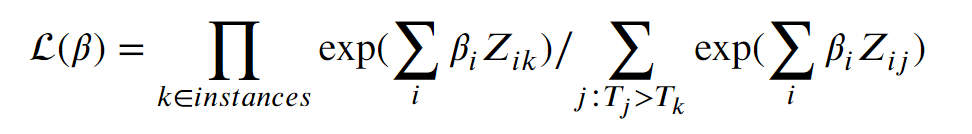 ℒ(β) = ∏_{k∈instances} exp(∑_i β_i Z_{ik}) / ∑_{j:T_j>T_k} exp(∑_i β_i Z_{ij})